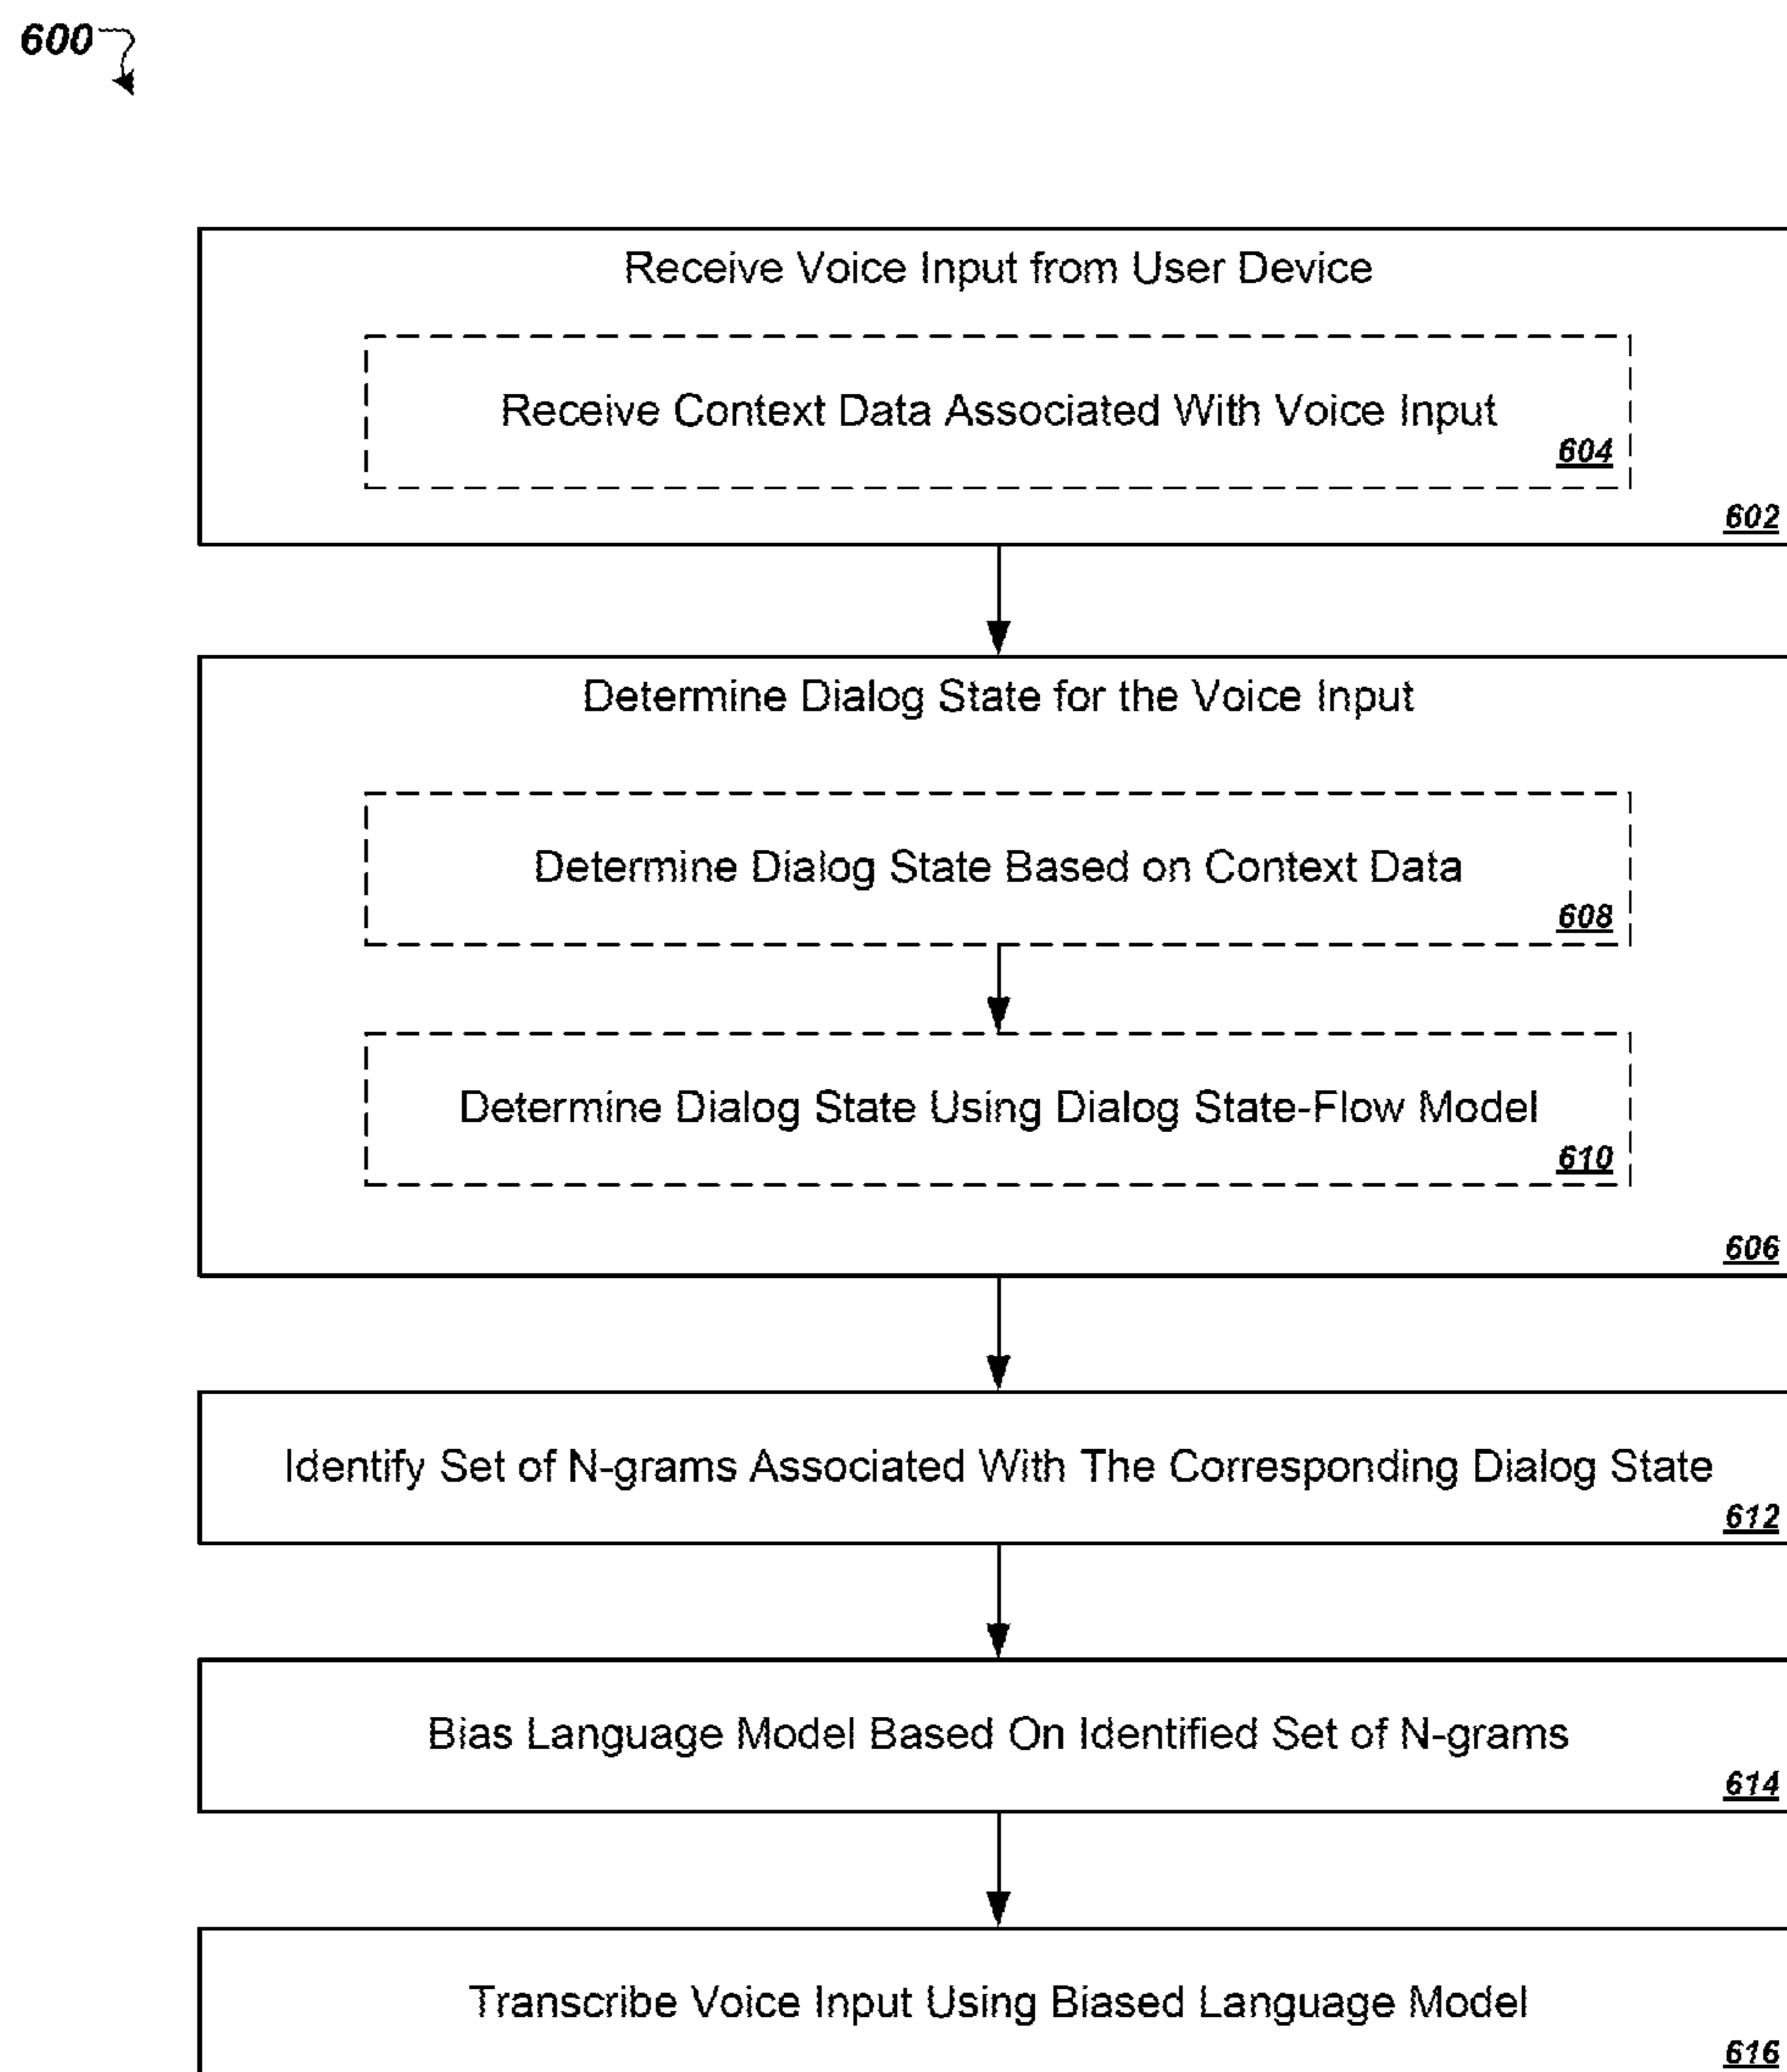 600
Receive Voice Input from User Device
Receive Context Data Associated With Voice Input
604
602
Determine Dialog State for the Voice Input
Determine Dialog State Based on Context Data
608
Determine Dialog State Using Dialog State-Flow Model
610
606
Identify Set of N-grams Associated With The Corresponding Dialog State
612
Bias Language Model Based On Identified Set of N-grams
614
Transcribe Voice Input Using Biased Language Model
616